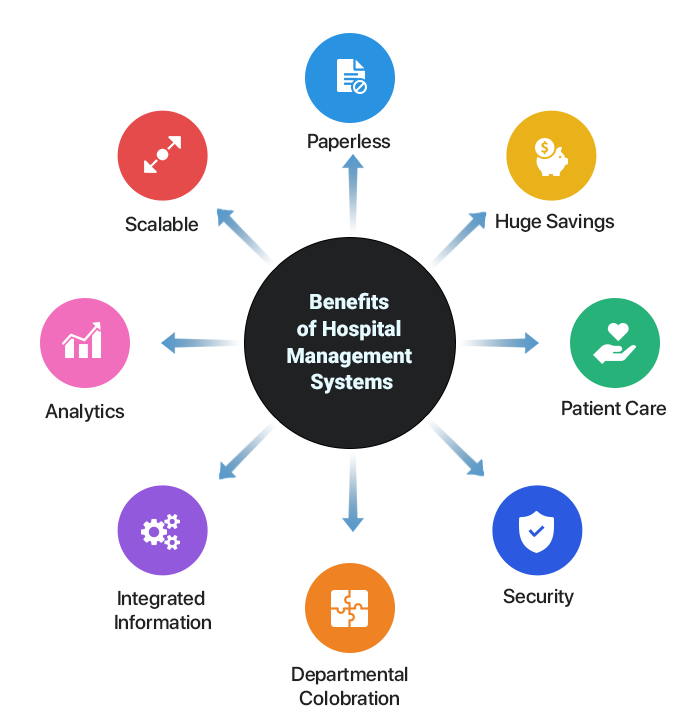 Paperless
Scalable
Huge Savings
Benefits
of Hospital
Management
Systems
Analytics
Patient Care
Integrated
Information
Security
Departmental
Colobration